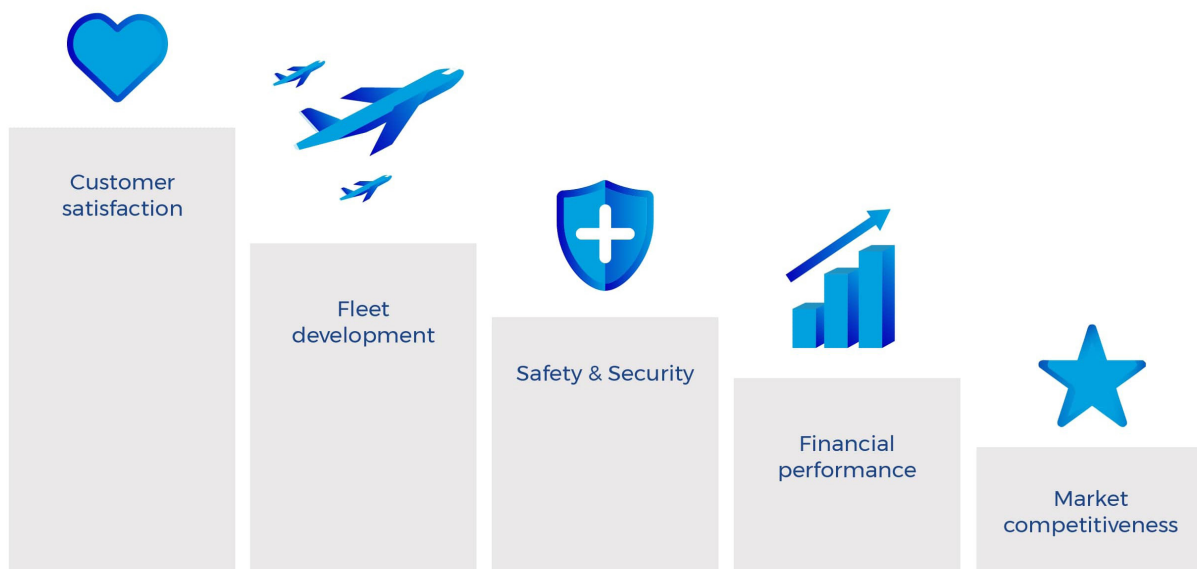 Customer
satisfaction
Fleet
development
Safety & Security
Financial
performance
Market
competitiveness